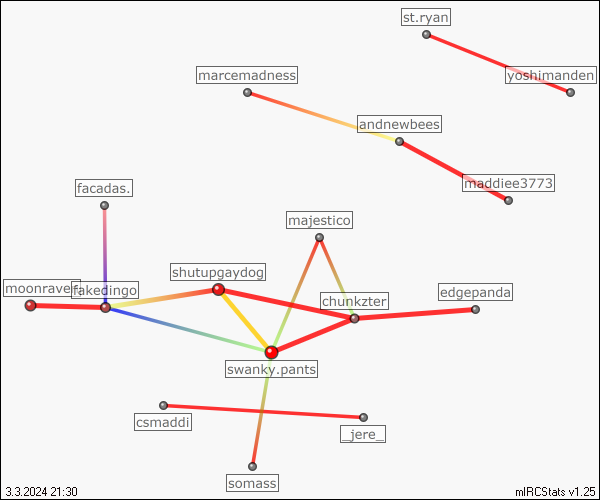 st.ryan
marcemadness
yoshimanden
andnewbees
maddiee3773
facadas.
majestico
shutupgaydog
moonrave
fakedingo
chunkzter
edgepanda
swanky.pants
csmaddi
_jere_
somass
3.3.2024 21:30
mIRCStats v1.25